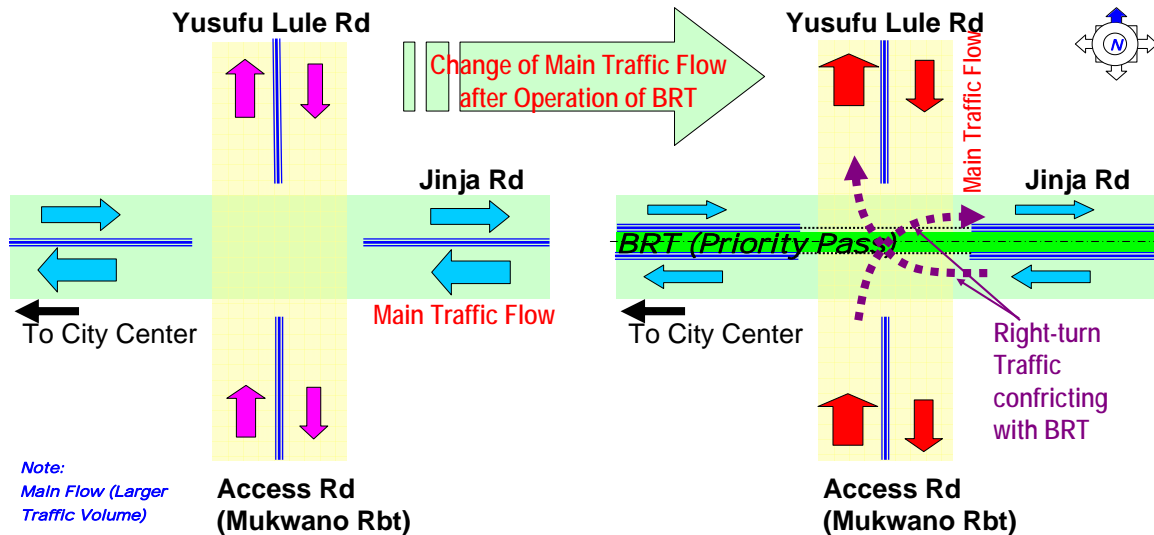 Yusufu Lule Rd
Change of Main Traffic Flow
after Operation of BRT
Jinja Rd
Main Traffic Flow
To City Center
Access Rd
(Mukwano Rbt)
Note:
Main Flow (Larger
Traffic Volume)
Yusufu Lule Rd
Main Traffic Flow
N
Jinja Rd
BRT (Priority Pass)
To City Center
Right-turn
Traffic
confricting
with BRT
Access Rd
(Mukwano Rbt)